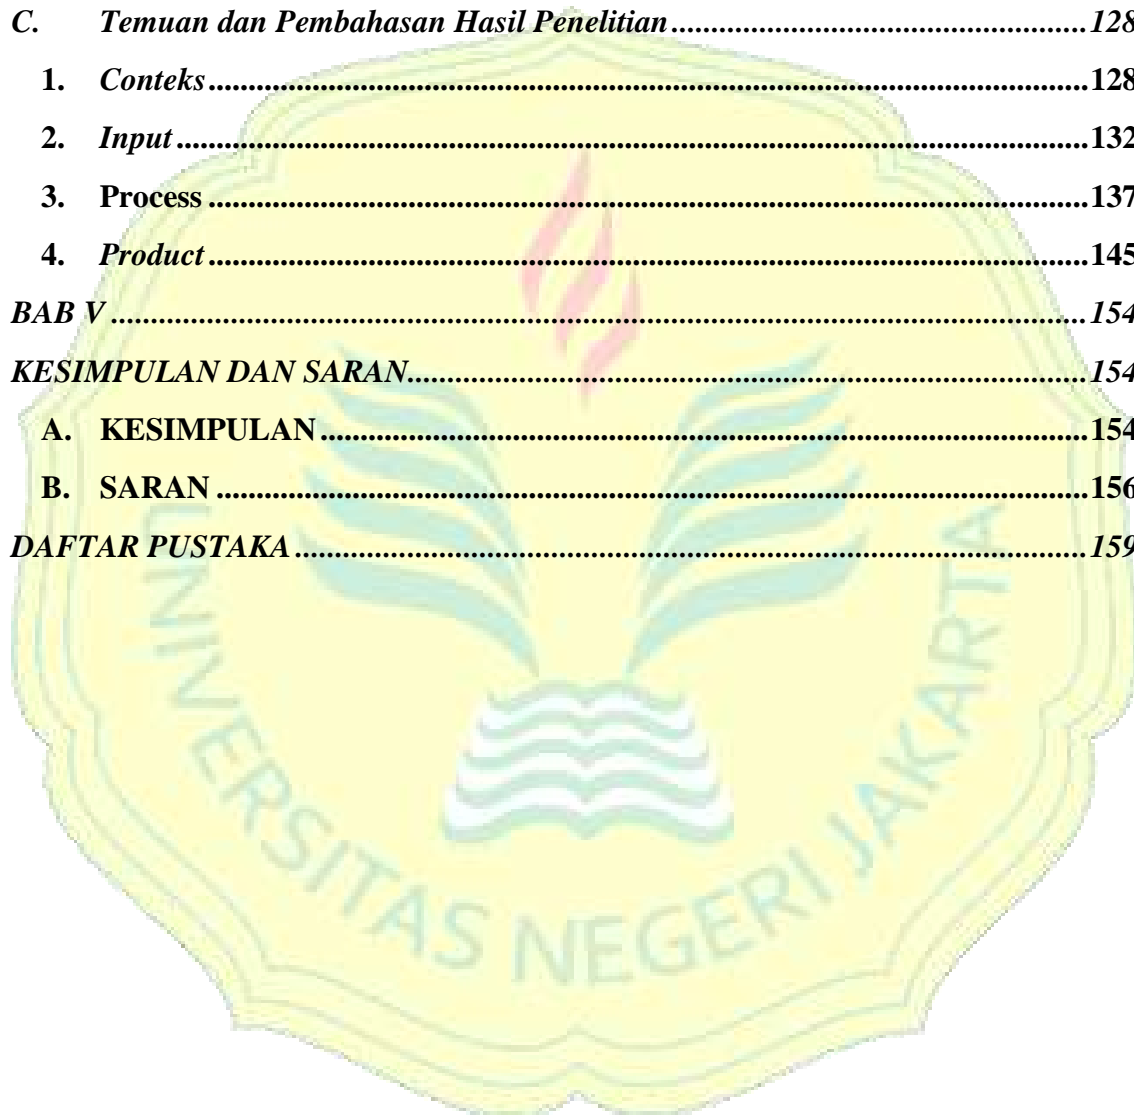 C. Temuan dan Pembahasan Hasil Penelitian.....128
1. Conteks.....128
2. Input.....132
3. Process.....137
4. Product.....145
BAB V.....154
KESIMPULAN DAN SARAN.....154
A. KESIMPULAN.....154
B. SARAN.....156
DAFTAR PUSTAKA.....159
UNIVERSITAS NEGERI JAKARTA